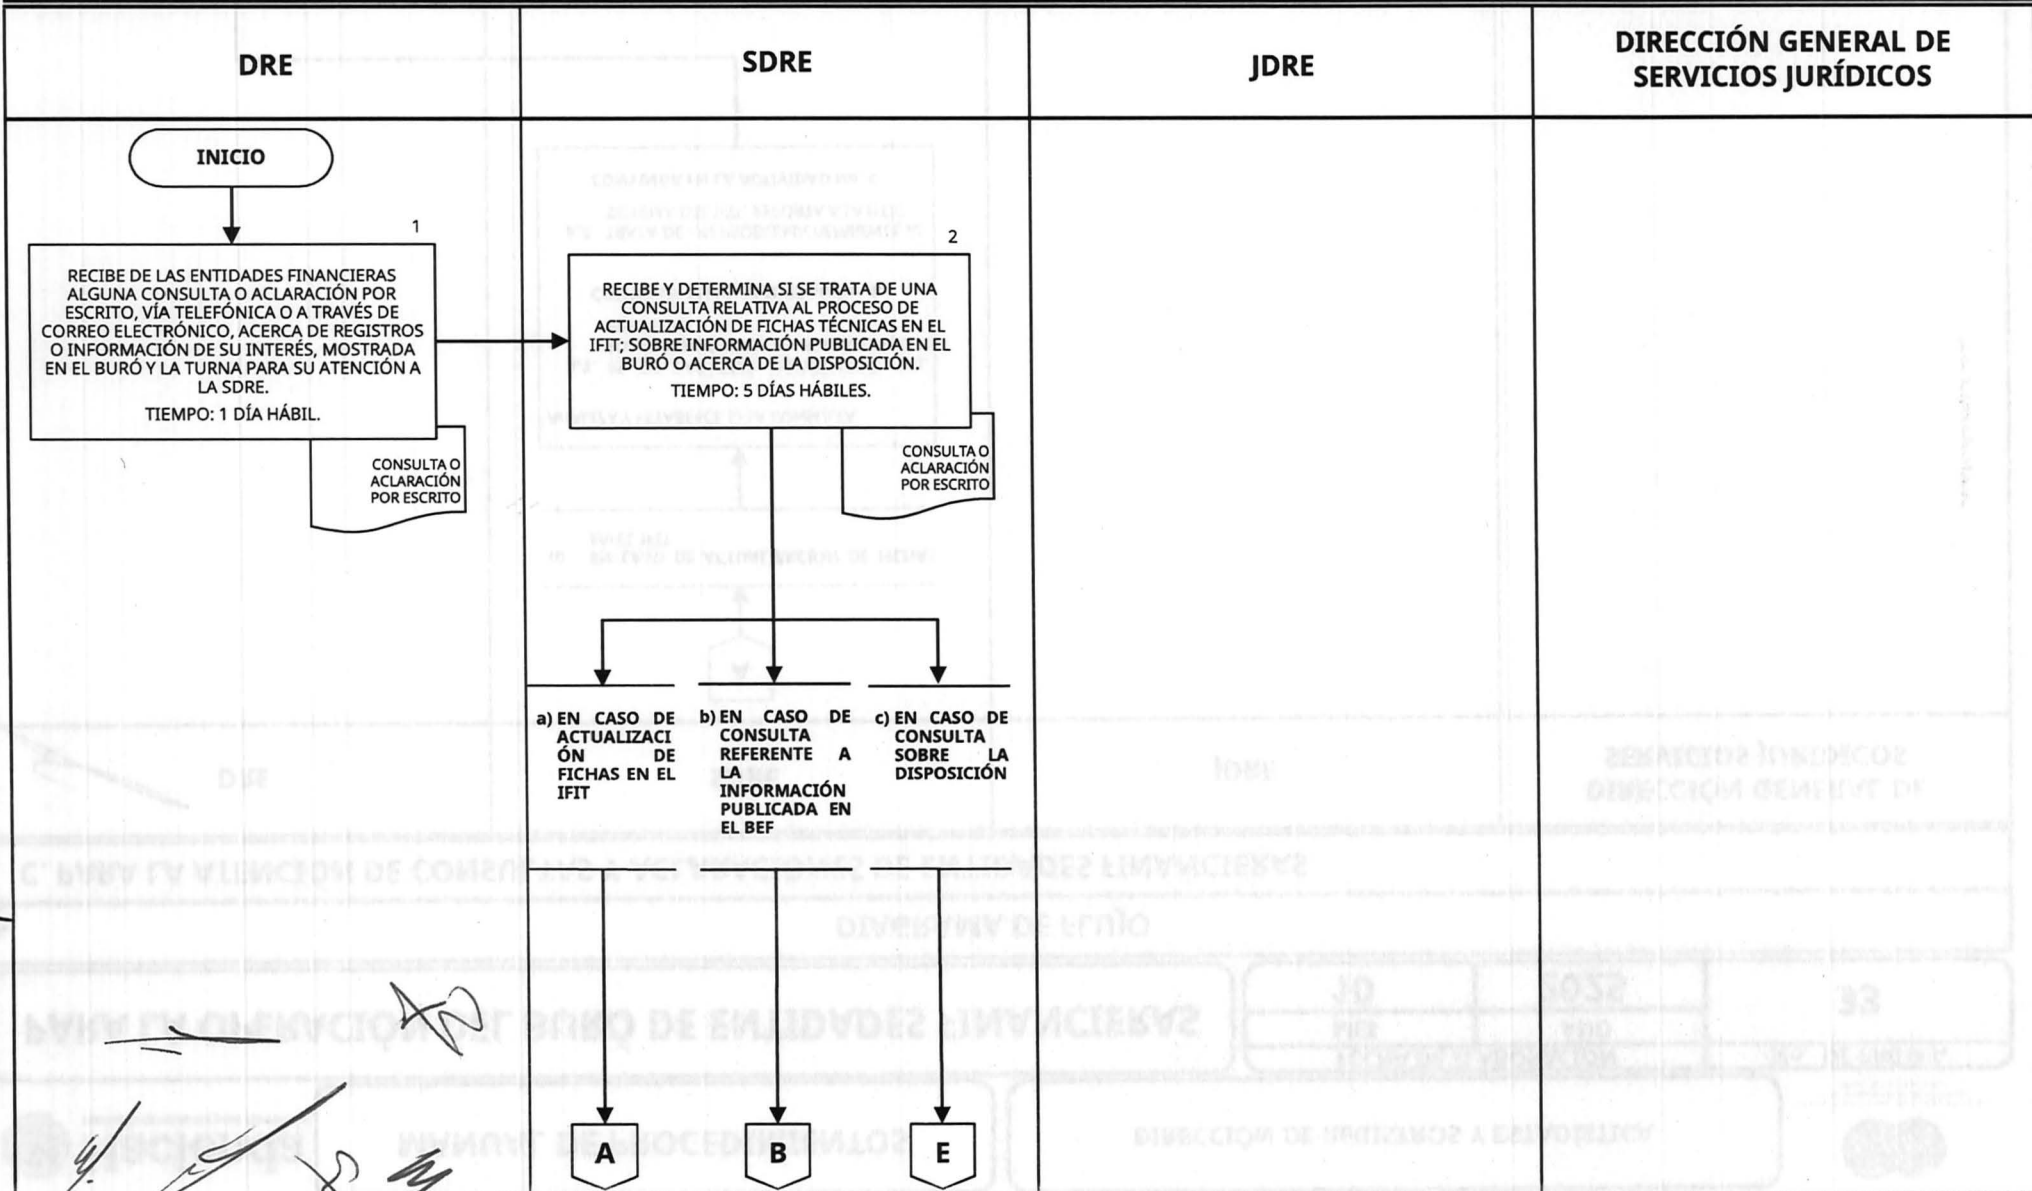 DRE
SDRE
JDRE
DIRECCIÓN GENERAL DE
SERVICIOS JURÍDICOS
INICIO
1
RECIBE DE LAS ENTIDADES FINANCIERAS
ALGUNA CONSULTA O ACLARACIÓN POR
ESCRITO, VÍA TELEFÓNICA O A TRAVÉS DE
CORREO ELECTRÓNICO, ACERCA DE REGISTROS
O INFORMACIÓN DE SU INTERÉS, MOSTRADA
EN EL BURÓ Y LA TURNA PARA SU ATENCIÓN A
LA SDRE.
TIEMPO: 1 DÍA HÁBIL.
CONSULTA O
ACLARACIÓN
POR ESCRITO
2
RECIBE Y DETERMINA SI SE TRATA DE UNA
CONSULTA RELATIVA AL PROCESO DE
ACTUALIZACIÓN DE FICHAS TÉCNICAS EN EL
IFIT; SOBRE INFORMACIÓN PUBLICADA EN EL
BURÓ O ACERCA DE LA DISPOSICIÓN.
TIEMPO: 5 DÍAS HÁBILES.
CONSULTA O
ACLARACIÓN
POR ESCRITO
a) EN CASO DE
ACTUALIZACI
ÓN DE
FICHAS EN EL
IFIT
b) EN CASO DE
CONSULTA
REFERENTE A
LA
INFORMACIÓN
PUBLICADA EN
EL BEF
c) EN CASO DE
CONSULTA
SOBRE LA
DISPOSICIÓN
A
B
E